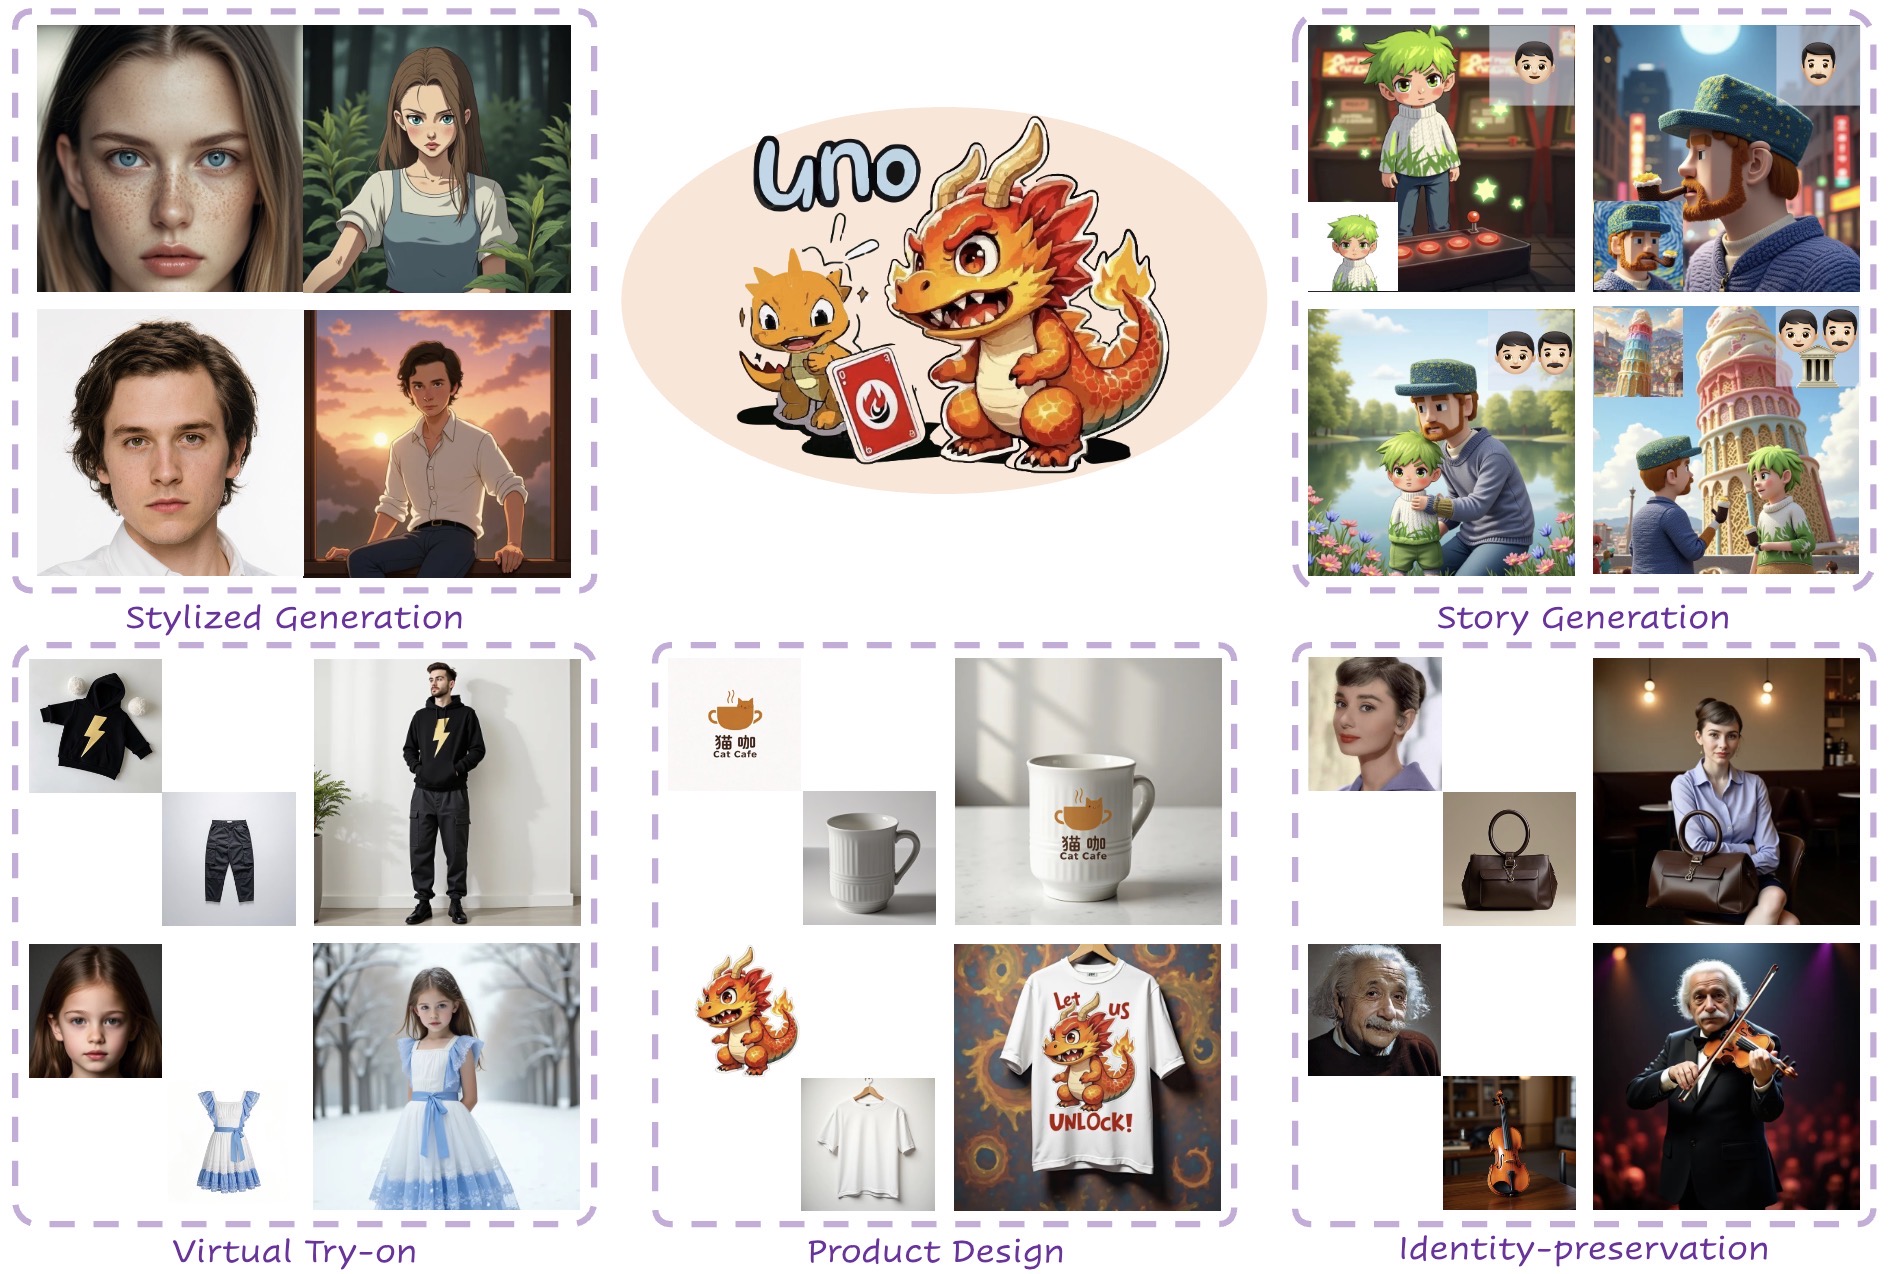 uno
Stylized Generation
Story Generation
猫 咖
Cat Cafe
猫 咖
Cat Cafe
Let us
UNLOCK!
Virtual Try-on
Product Design
Identity-preservation